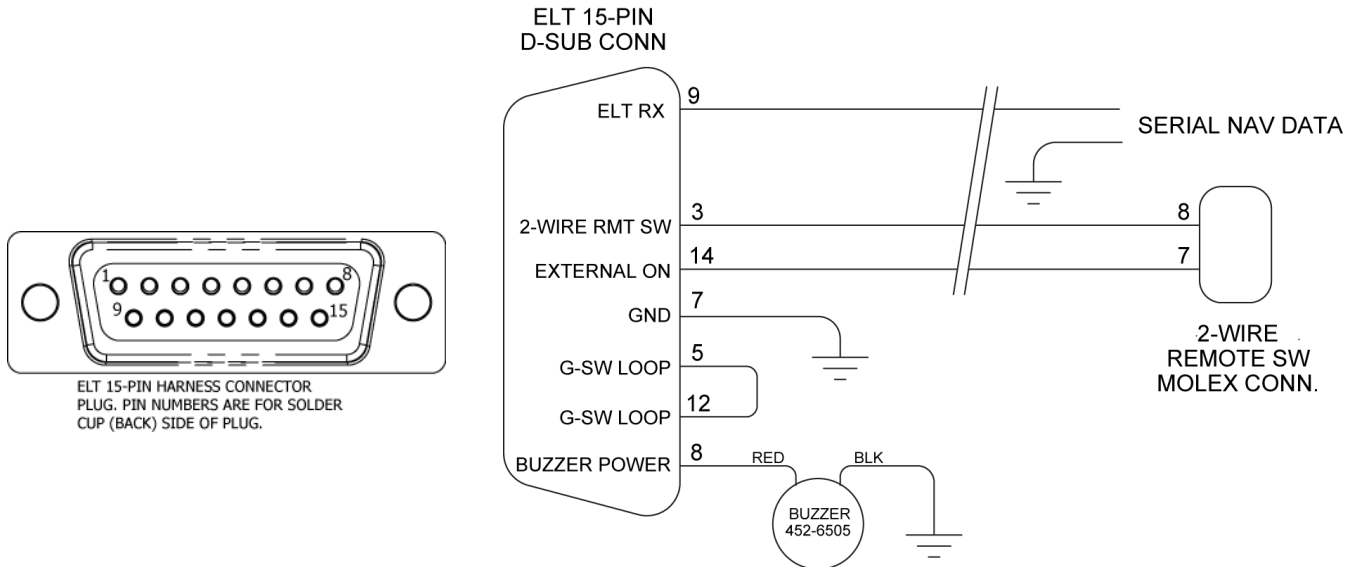 ELT 15-PIN
D-SUB CONN
ELT RX
9
SERIAL NAV DATA
2-WIRE RMT SW
3
8
EXTERNAL ON
14
7
GND
7
G-SW LOOP
5
G-SW LOOP
12
BUZZER POWER
8
RED
BLK
BUZZER
452-6505
2-WIRE
REMOTE SW
MOLEX CONN.
1
8
9
15
ELT 15-PIN HARNESS CONNECTOR
PLUG. PIN NUMBERS ARE FOR SOLDER
CUP (BACK) SIDE OF PLUG.